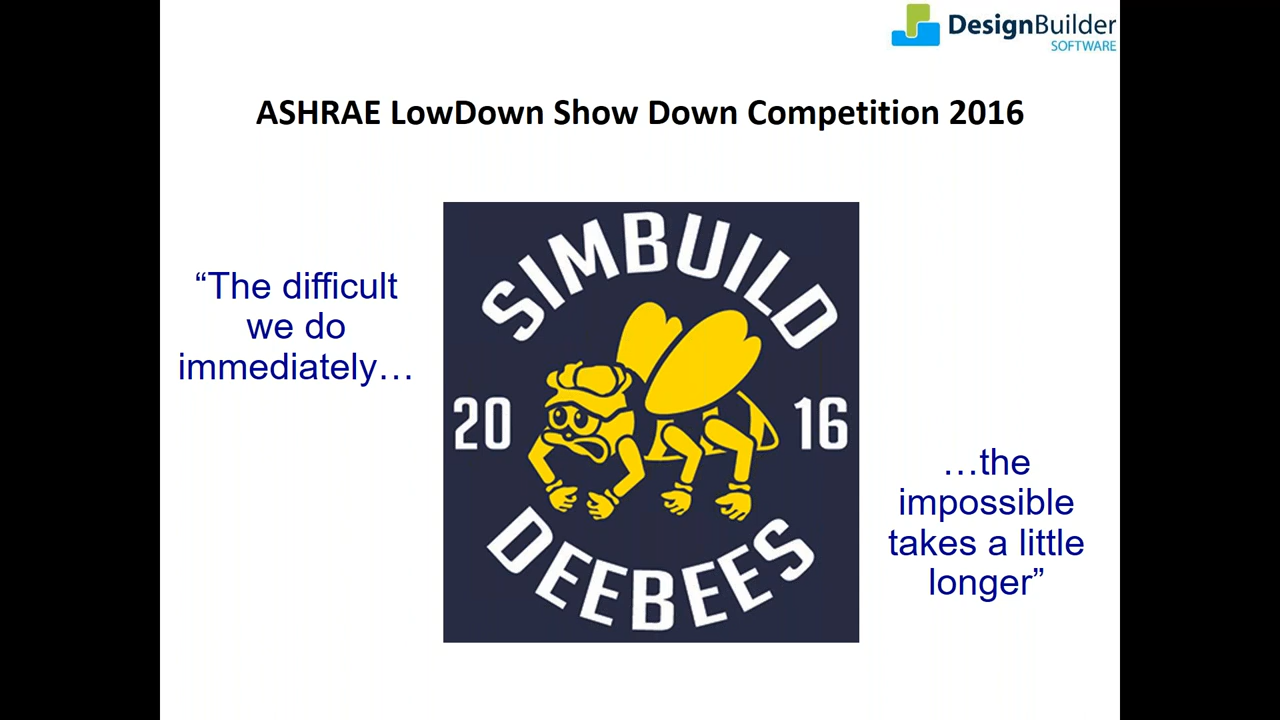 DesignBuilder
SOFTWARE
ASHRAE LowDown Show Down Competition 2016
“The difficult
we do
immediately…
SIMBUILD
20 16
DEEBEES
…the
impossible
takes a little
longer”